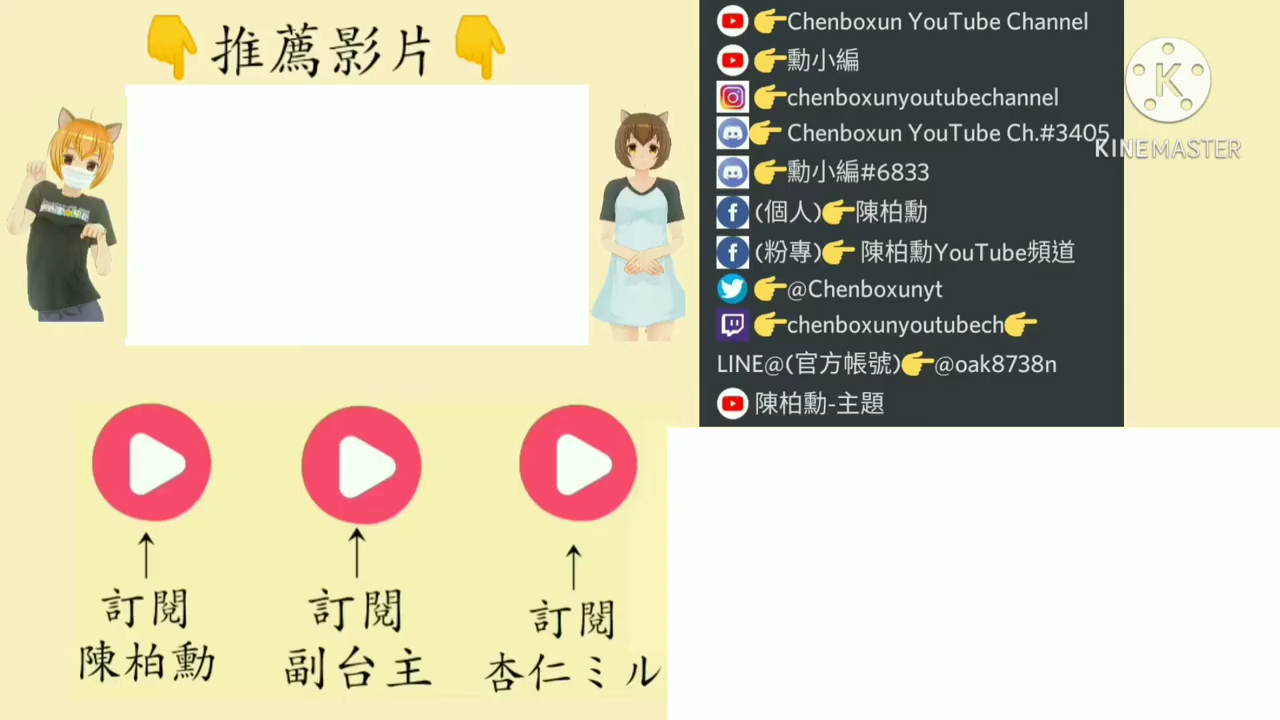 👇推薦影片👇
👉Chenboxun YouTube Channel
👉勳小編
👉chenboxunyoutubechannel
👉 Chenboxun YouTube Ch.#3405
👉勳小編#6833
(個人)👉陳柏勳
(粉專)👉 陳柏勳YouTube頻道
👉@Chenboxunyt
👉chenboxunyoutubech👉
LINE@(官方帳號)👉@oak8738n
陳柏勳-主題
K
KINEMASTER
↑ ↑ ↑
訂閱 訂閱 訂閱
陳柏勳 副台主 杏仁ミル